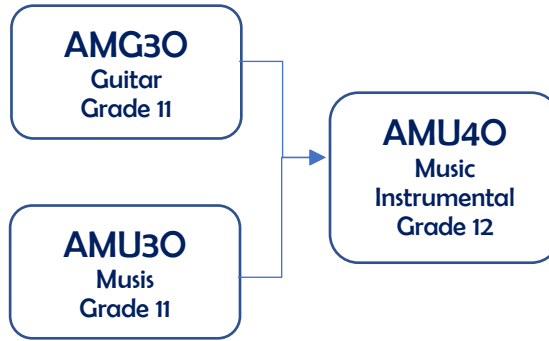 AMG3O
Guitar
Grade 11
AMU3O
Musis
Grade 11
AMU4O
Music
Instrumental
Grade 12